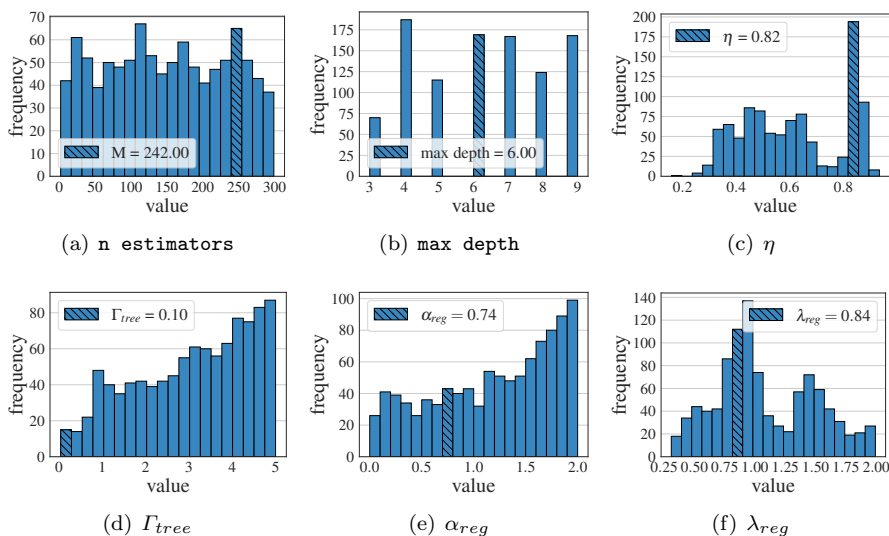 70
60
50
40
30
20
10
0
frequency
M = 242.00
0 50 100 150 200 250 300
value
(a) n estimators
175
150
125
100
75
50
25
0
frequency
max depth = 6.00
3 4 5 6 7 8 9
value
(b) max depth
200
175
150
125
100
75
50
25
0
frequency
η = 0.82
0.2 0.4 0.6 0.8
value
(c) η
80
60
40
20
0
frequency
Γtree = 0.10
0 1 2 3 4 5
value
(d) Γtree
100
80
60
40
20
0
frequency
αreg = 0.74
0.0 0.5 1.0 1.5 2.0
value
(e) αreg
140
120
100
80
60
40
20
0
frequency
λreg = 0.84
0.25 0.50 0.75 1.00 1.25 1.50 1.75 2.00
value
(f) λreg